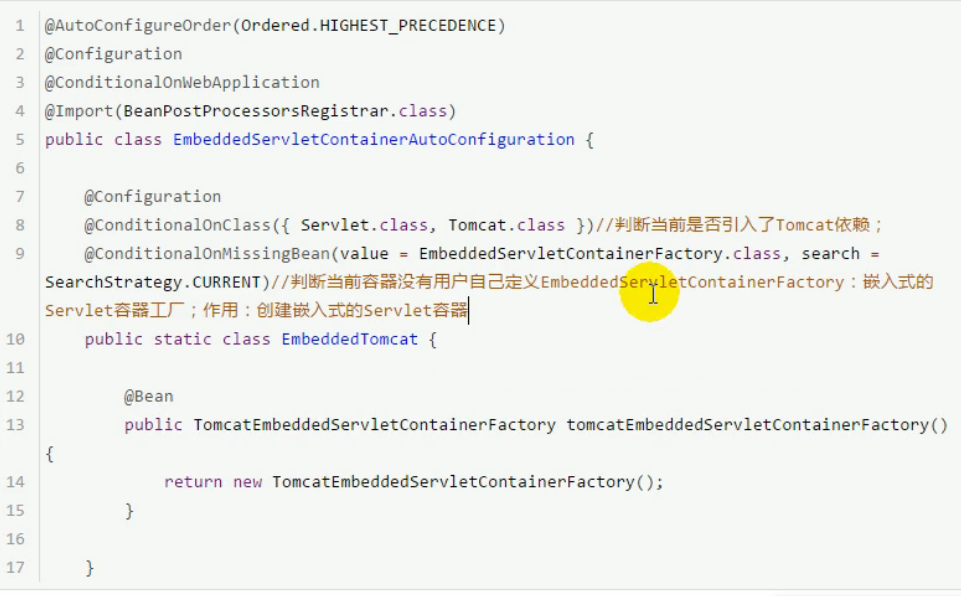 1 @AutoConfigureOrder(Ordered.HIGHEST_PRECEDENCE)
2 @Configuration
3 @ConditionalOnWebApplication
4 @Import(BeanPostProcessorsRegistrar.class)
5 public class EmbeddedServletContainerAutoConfiguration {
6
7 @Configuration
8 @ConditionalOnClass({ Servlet.class, Tomcat.class })//判断当前是否引入了Tomcat依赖；
9 @ConditionalOnMissingBean(value = EmbeddedServletContainerFactory.class, search =
SearchStrategy.CURRENT)//判断当前容器没有用户自己定义EmbeddedServletContainerFactory：嵌入式的
Servlet容器工厂；作用：创建嵌入式的Servlet容器
10 public static class EmbeddedTomcat {
11
12 @Bean
13 public TomcatEmbeddedServletContainerFactory tomcatEmbeddedServletContainerFactory()
{
14 return new TomcatEmbeddedServletContainerFactory();
15 }
16
17 }